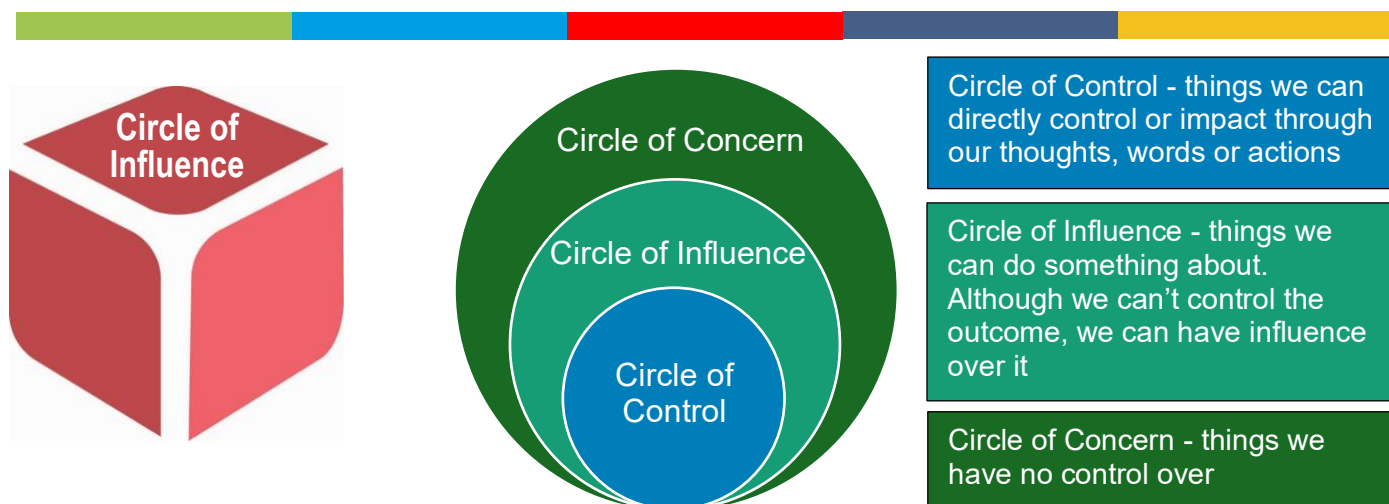 Circle of
Influence
Circle of Concern
Circle of Influence
Circle of
Control
Circle of Control - things we can
directly control or impact through
our thoughts, words or actions
Circle of Influence - things we
can do something about.
Although we can’t control the
outcome, we can have influence
over it
Circle of Concern - things we
have no control over